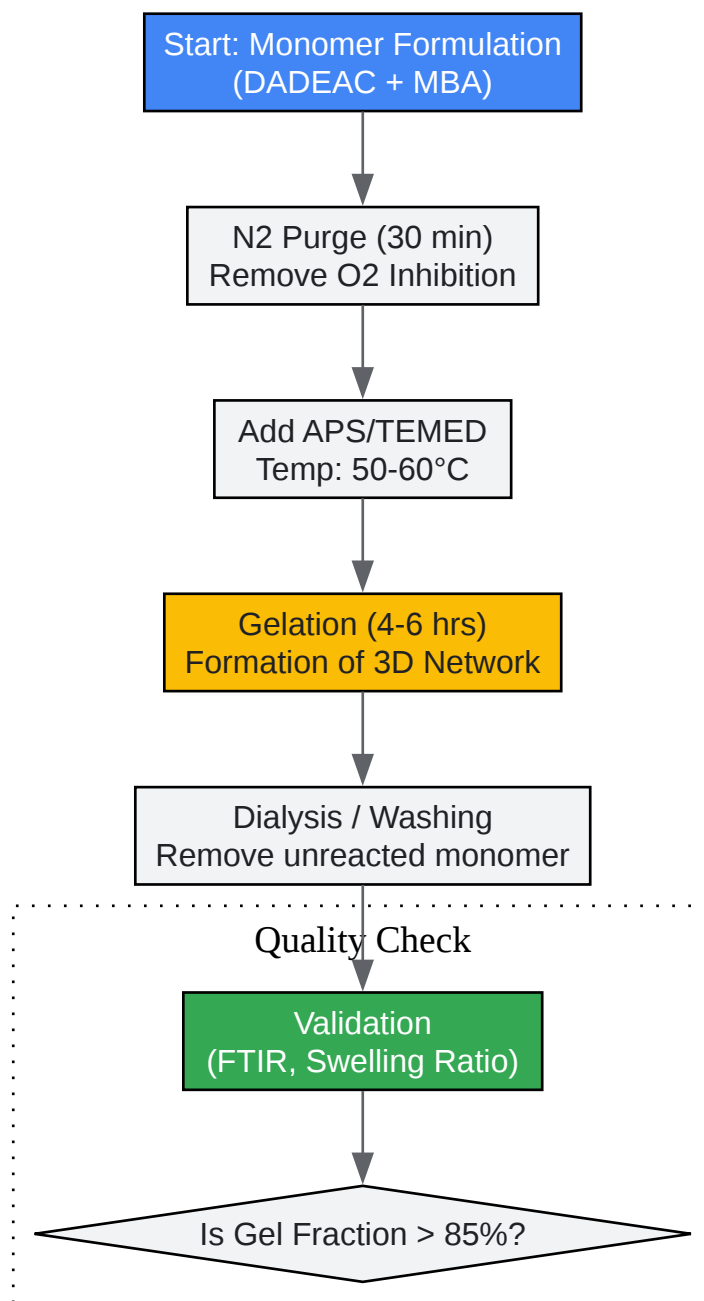 Start: Monomer Formulation
(DADEAC + MBA)
N2 Purge (30 min)
Remove O2 Inhibition
Add APS/TEMED
Temp: 50-60°C
Gelation (4-6 hrs)
Formation of 3D Network
Dialysis / Washing
Remove unreacted monomer
Quality Check
Validation
(FTIR, Swelling Ratio)
Is Gel Fraction > 85%?